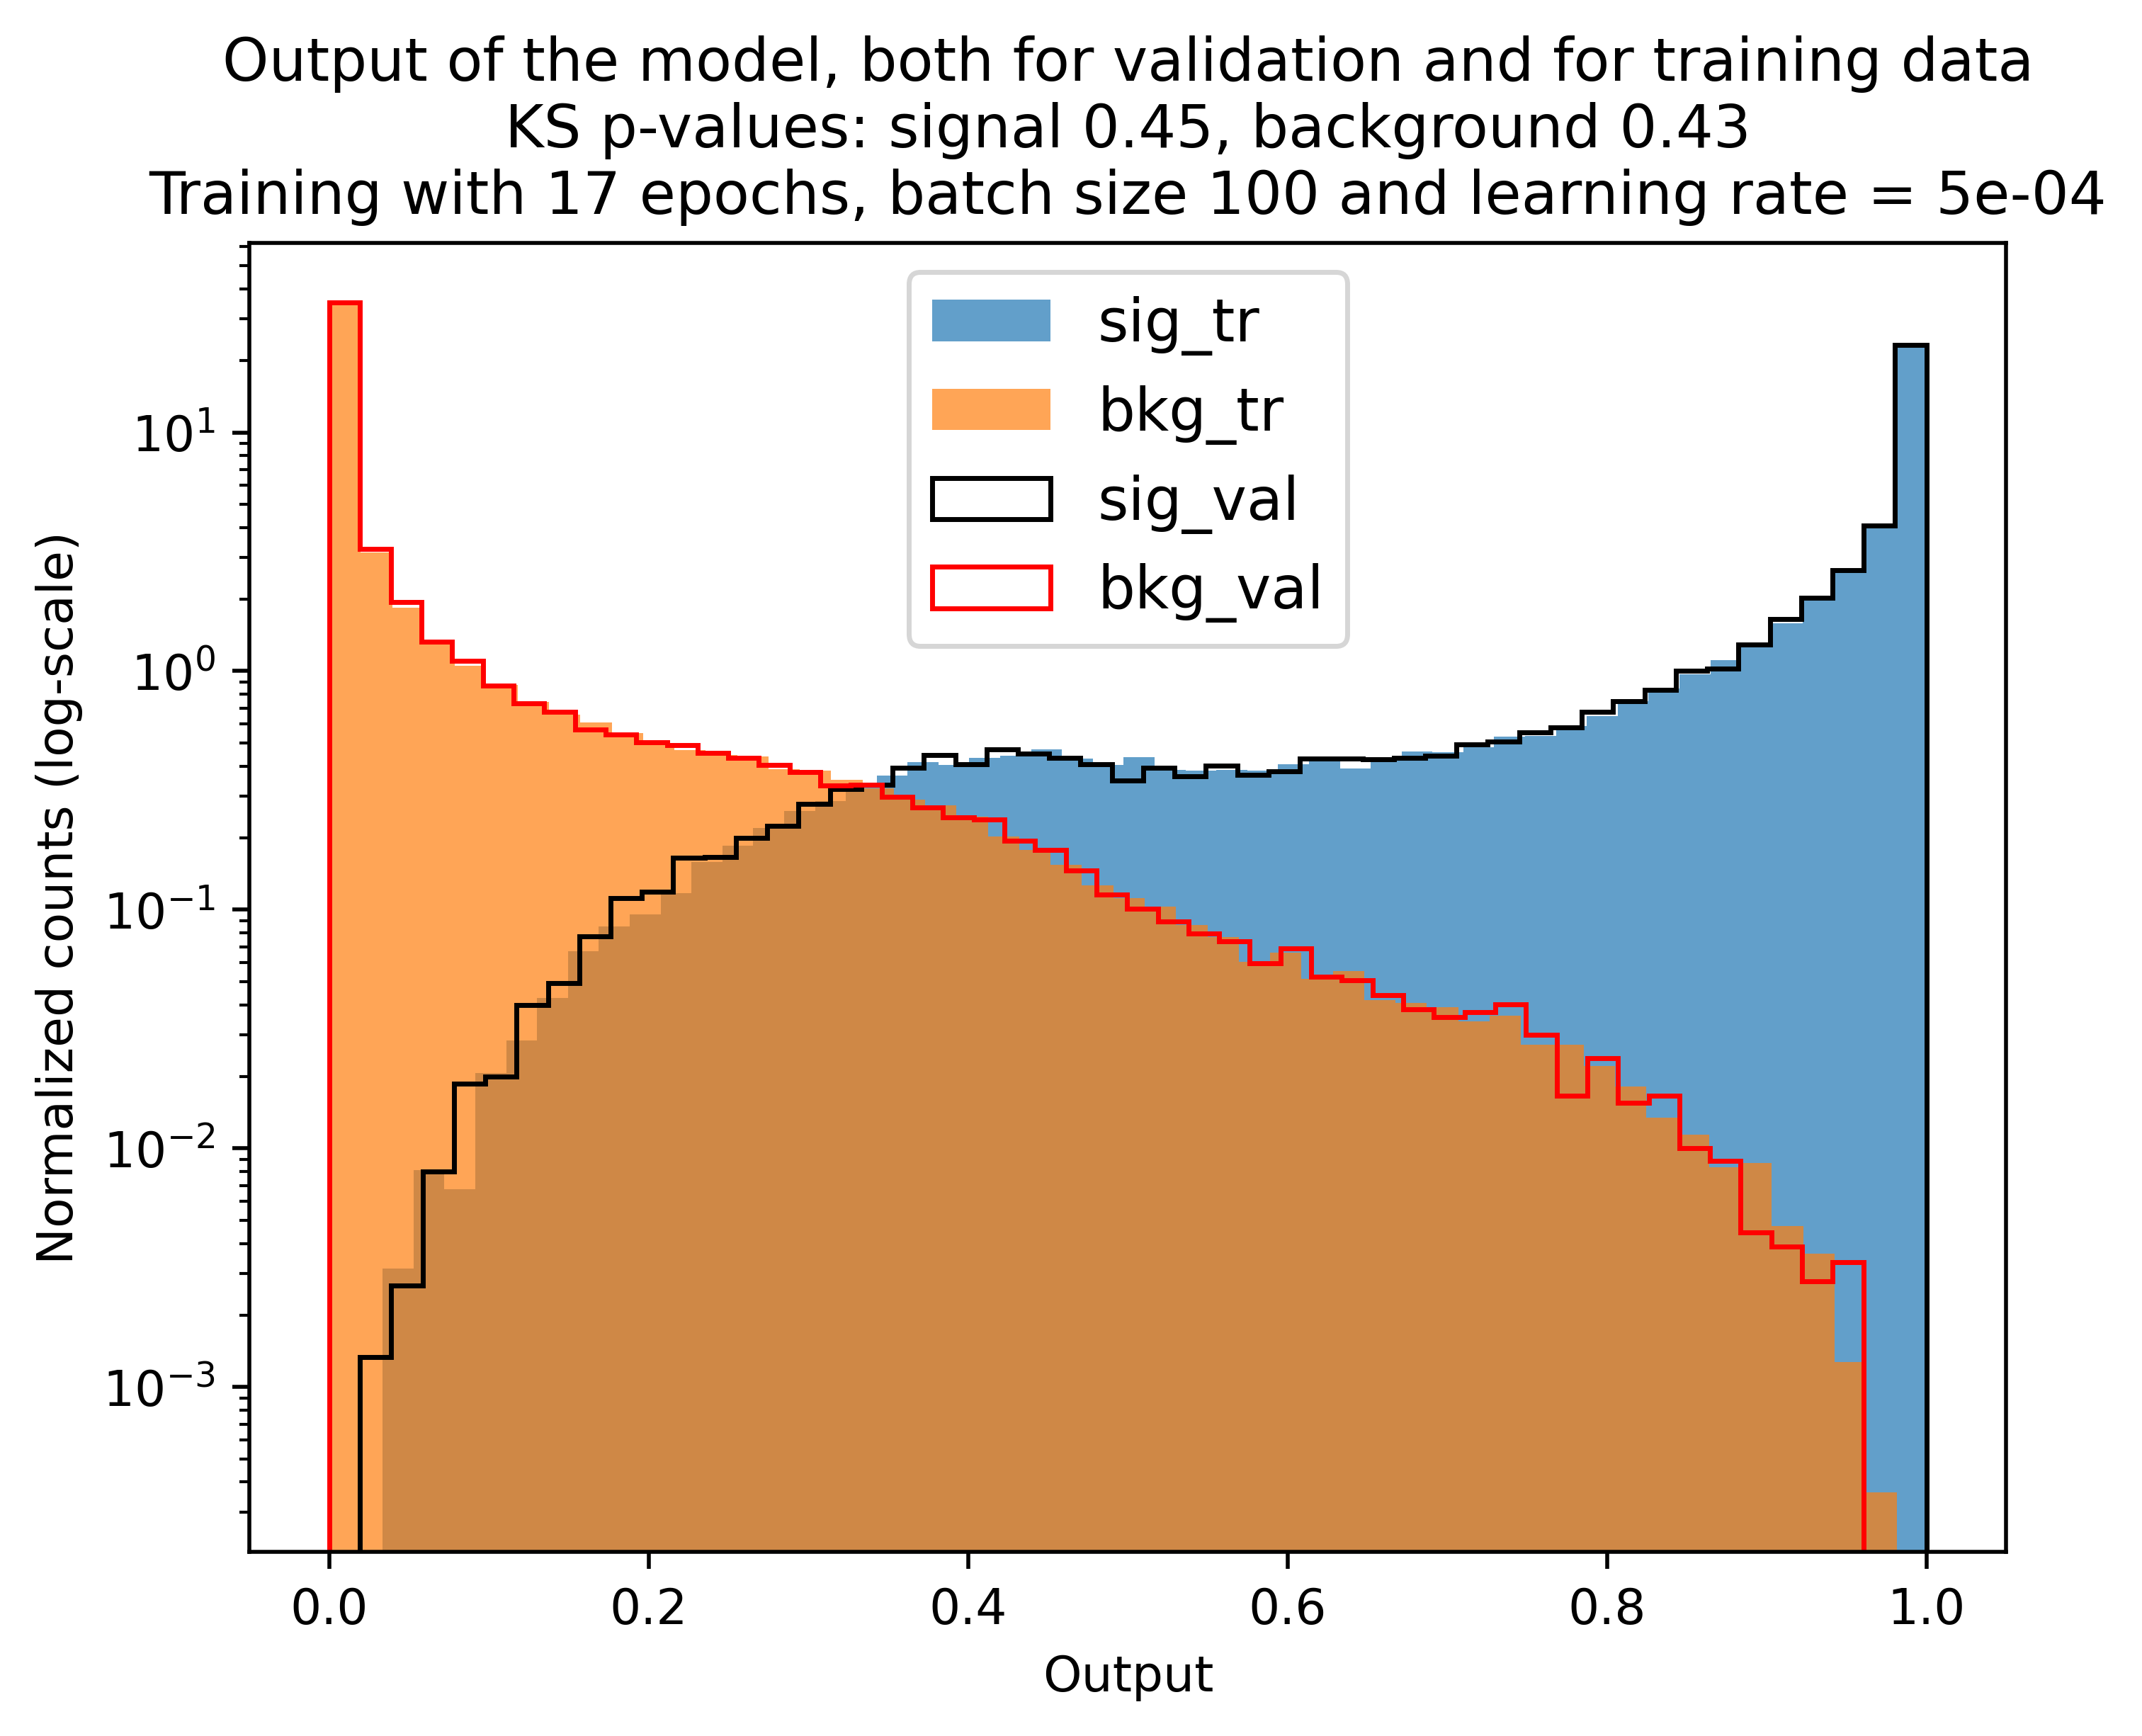 Output of the model, both for validation and for training data
KS p-values: signal 0.45, background 0.43
Training with 17 epochs, batch size 100 and learning rate = 5e-04
sig_tr
bkg_tr
sig_val
bkg_val
Normalized counts (log-scale)
10¹
10⁰
10⁻¹
10⁻²
10⁻³
0.0 0.2 0.4 0.6 0.8 1.0
Output